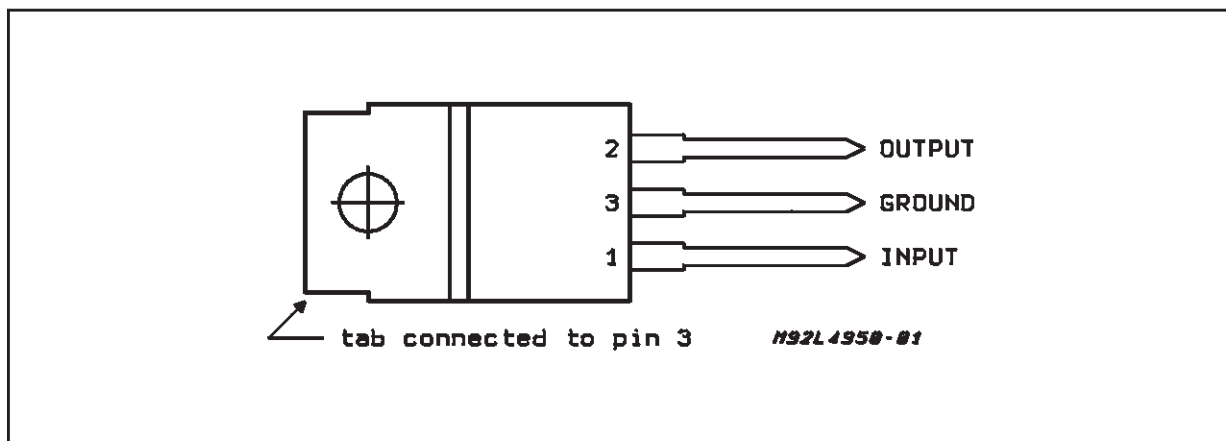 2 OUTPUT
3 GROUND
1 INPUT
tab connected to pin 3
M92L4950-01